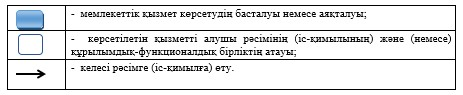 - мемлекеттік қызмет көрсетудің басталуы немесе аяқталуы;
- көрсетілетін қызметті алушы рәсімінің (іс-қимылының) және (немесе)
құрылымдық-функционалдық бірліктің атауы;
- келесі рәсімге (іс-қимылға) өту.